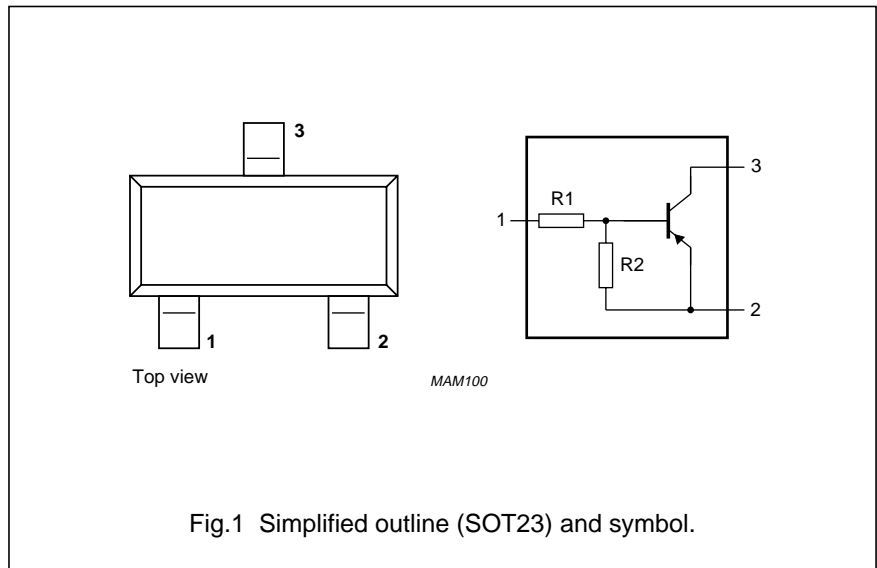 3
1
2
Top view
MAM100
1
R1
R2
3
2
Fig.1 Simplified outline (SOT23) and symbol.